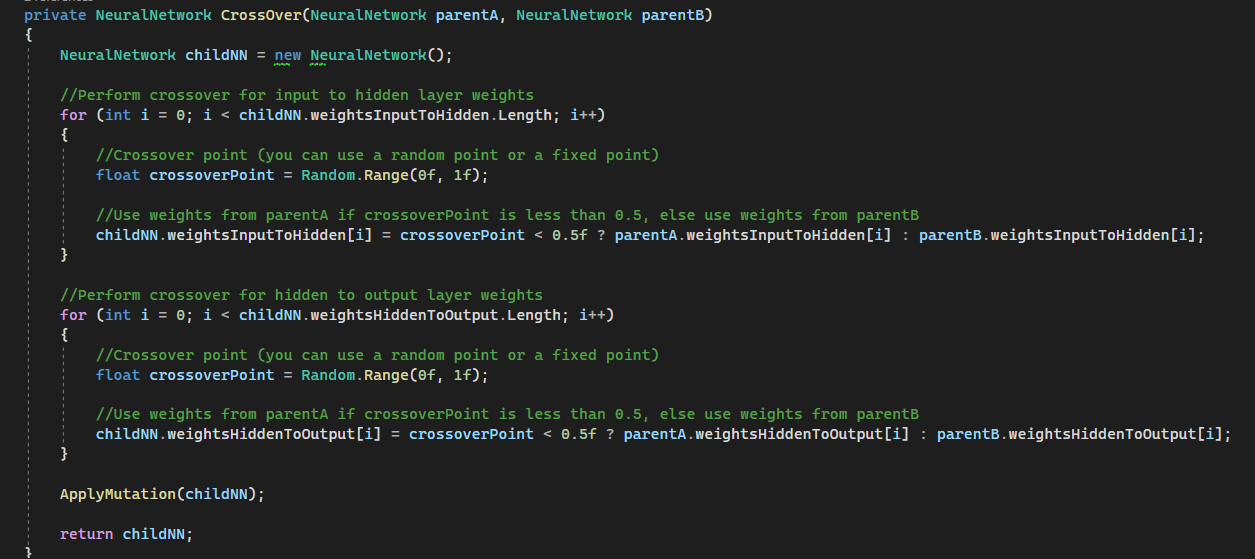 private NeuralNetwork CrossOver(NeuralNetwork parentA, NeuralNetwork parentB)
{
    NeuralNetwork childNN = new NeuralNetwork();

    //Perform crossover for input to hidden layer weights
    for (int i = 0; i < childNN.weightsInputToHidden.Length; i++)
    {
        //Crossover point (you can use a random point or a fixed point)
        float crossoverPoint = Random.Range(0f, 1f);

        //Use weights from parentA if crossoverPoint is less than 0.5, else use weights from parentB
        childNN.weightsInputToHidden[i] = crossoverPoint < 0.5f ? parentA.weightsInputToHidden[i] : parentB.weightsInputToHidden[i];
    }

    //Perform crossover for hidden to output layer weights
    for (int i = 0; i < childNN.weightsHiddenToOutput.Length; i++)
    {
        //Crossover point (you can use a random point or a fixed point)
        float crossoverPoint = Random.Range(0f, 1f);

        //Use weights from parentA if crossoverPoint is less than 0.5, else use weights from parentB
        childNN.weightsHiddenToOutput[i] = crossoverPoint < 0.5f ? parentA.weightsHiddenToOutput[i] : parentB.weightsHiddenToOutput[i];
    }

    ApplyMutation(childNN);

    return childNN;
}